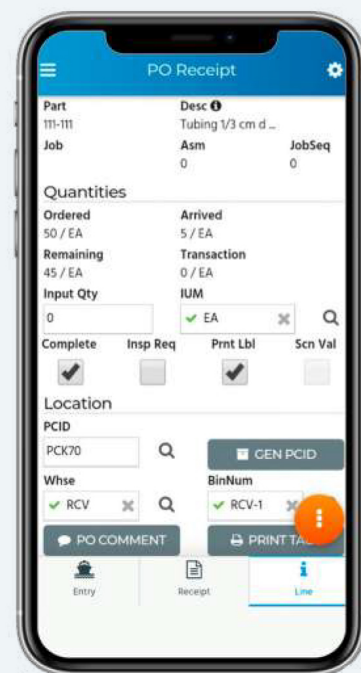 PO Receipt
Part Desc
111-111 Tubing 1/3 cm d ...
Job Asm JobSeq
0 0
Quantities
Ordered Arrived
50 / EA 5 / EA
Remaining Transaction
45 / EA 0 / EA
Input Qty IUM
0 EA
Complete Insp Req Prnt Lbl Scn Val
Location
PCID
PCK70 GEN PCID
Whse BinNum
RCV RCV-1
PO COMMENT PRINT TA
Entry Receipt Line